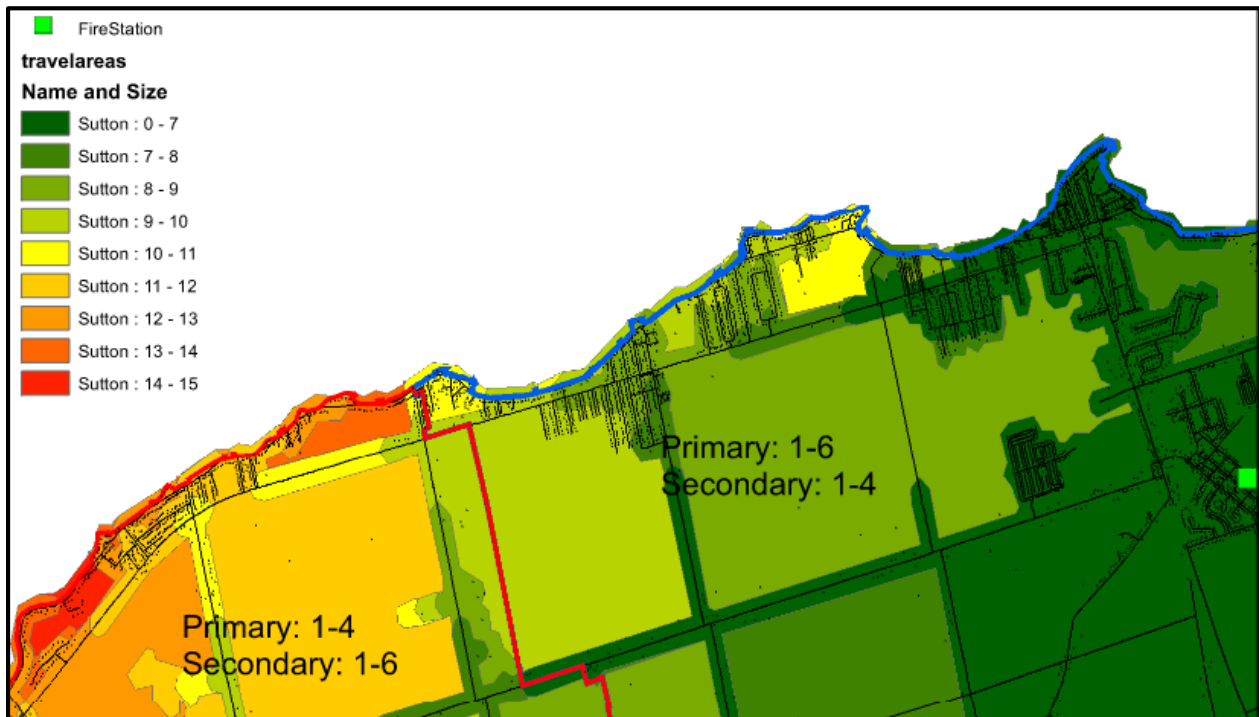 FireStation
travelareas
Name and Size
Sutton : 0 - 7
Sutton : 7 - 8
Sutton : 8 - 9
Sutton : 9 - 10
Sutton : 10 - 11
Sutton : 11 - 12
Sutton : 12 - 13
Sutton : 13 - 14
Sutton : 14 - 15
Primary: 1-6
Secondary: 1-4
Primary: 1-4
Secondary: 1-6